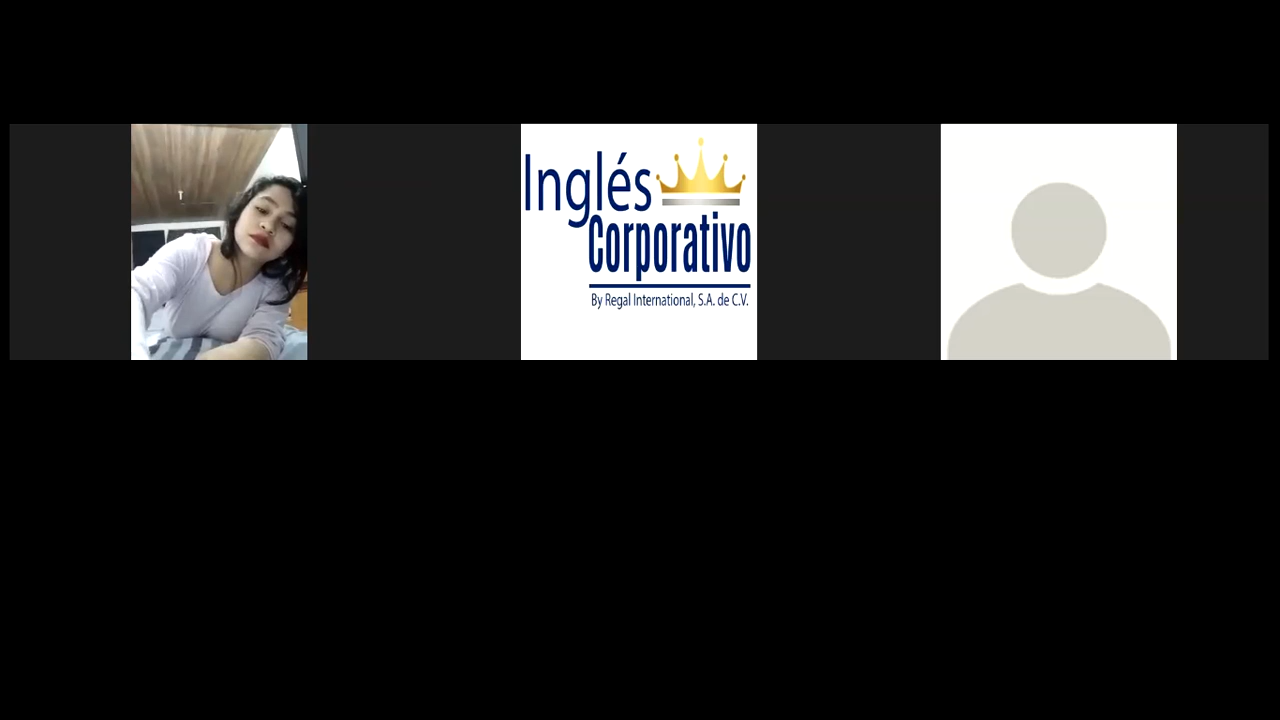 Inglés
Corporativo
By Regal International, S.A. de C.V.